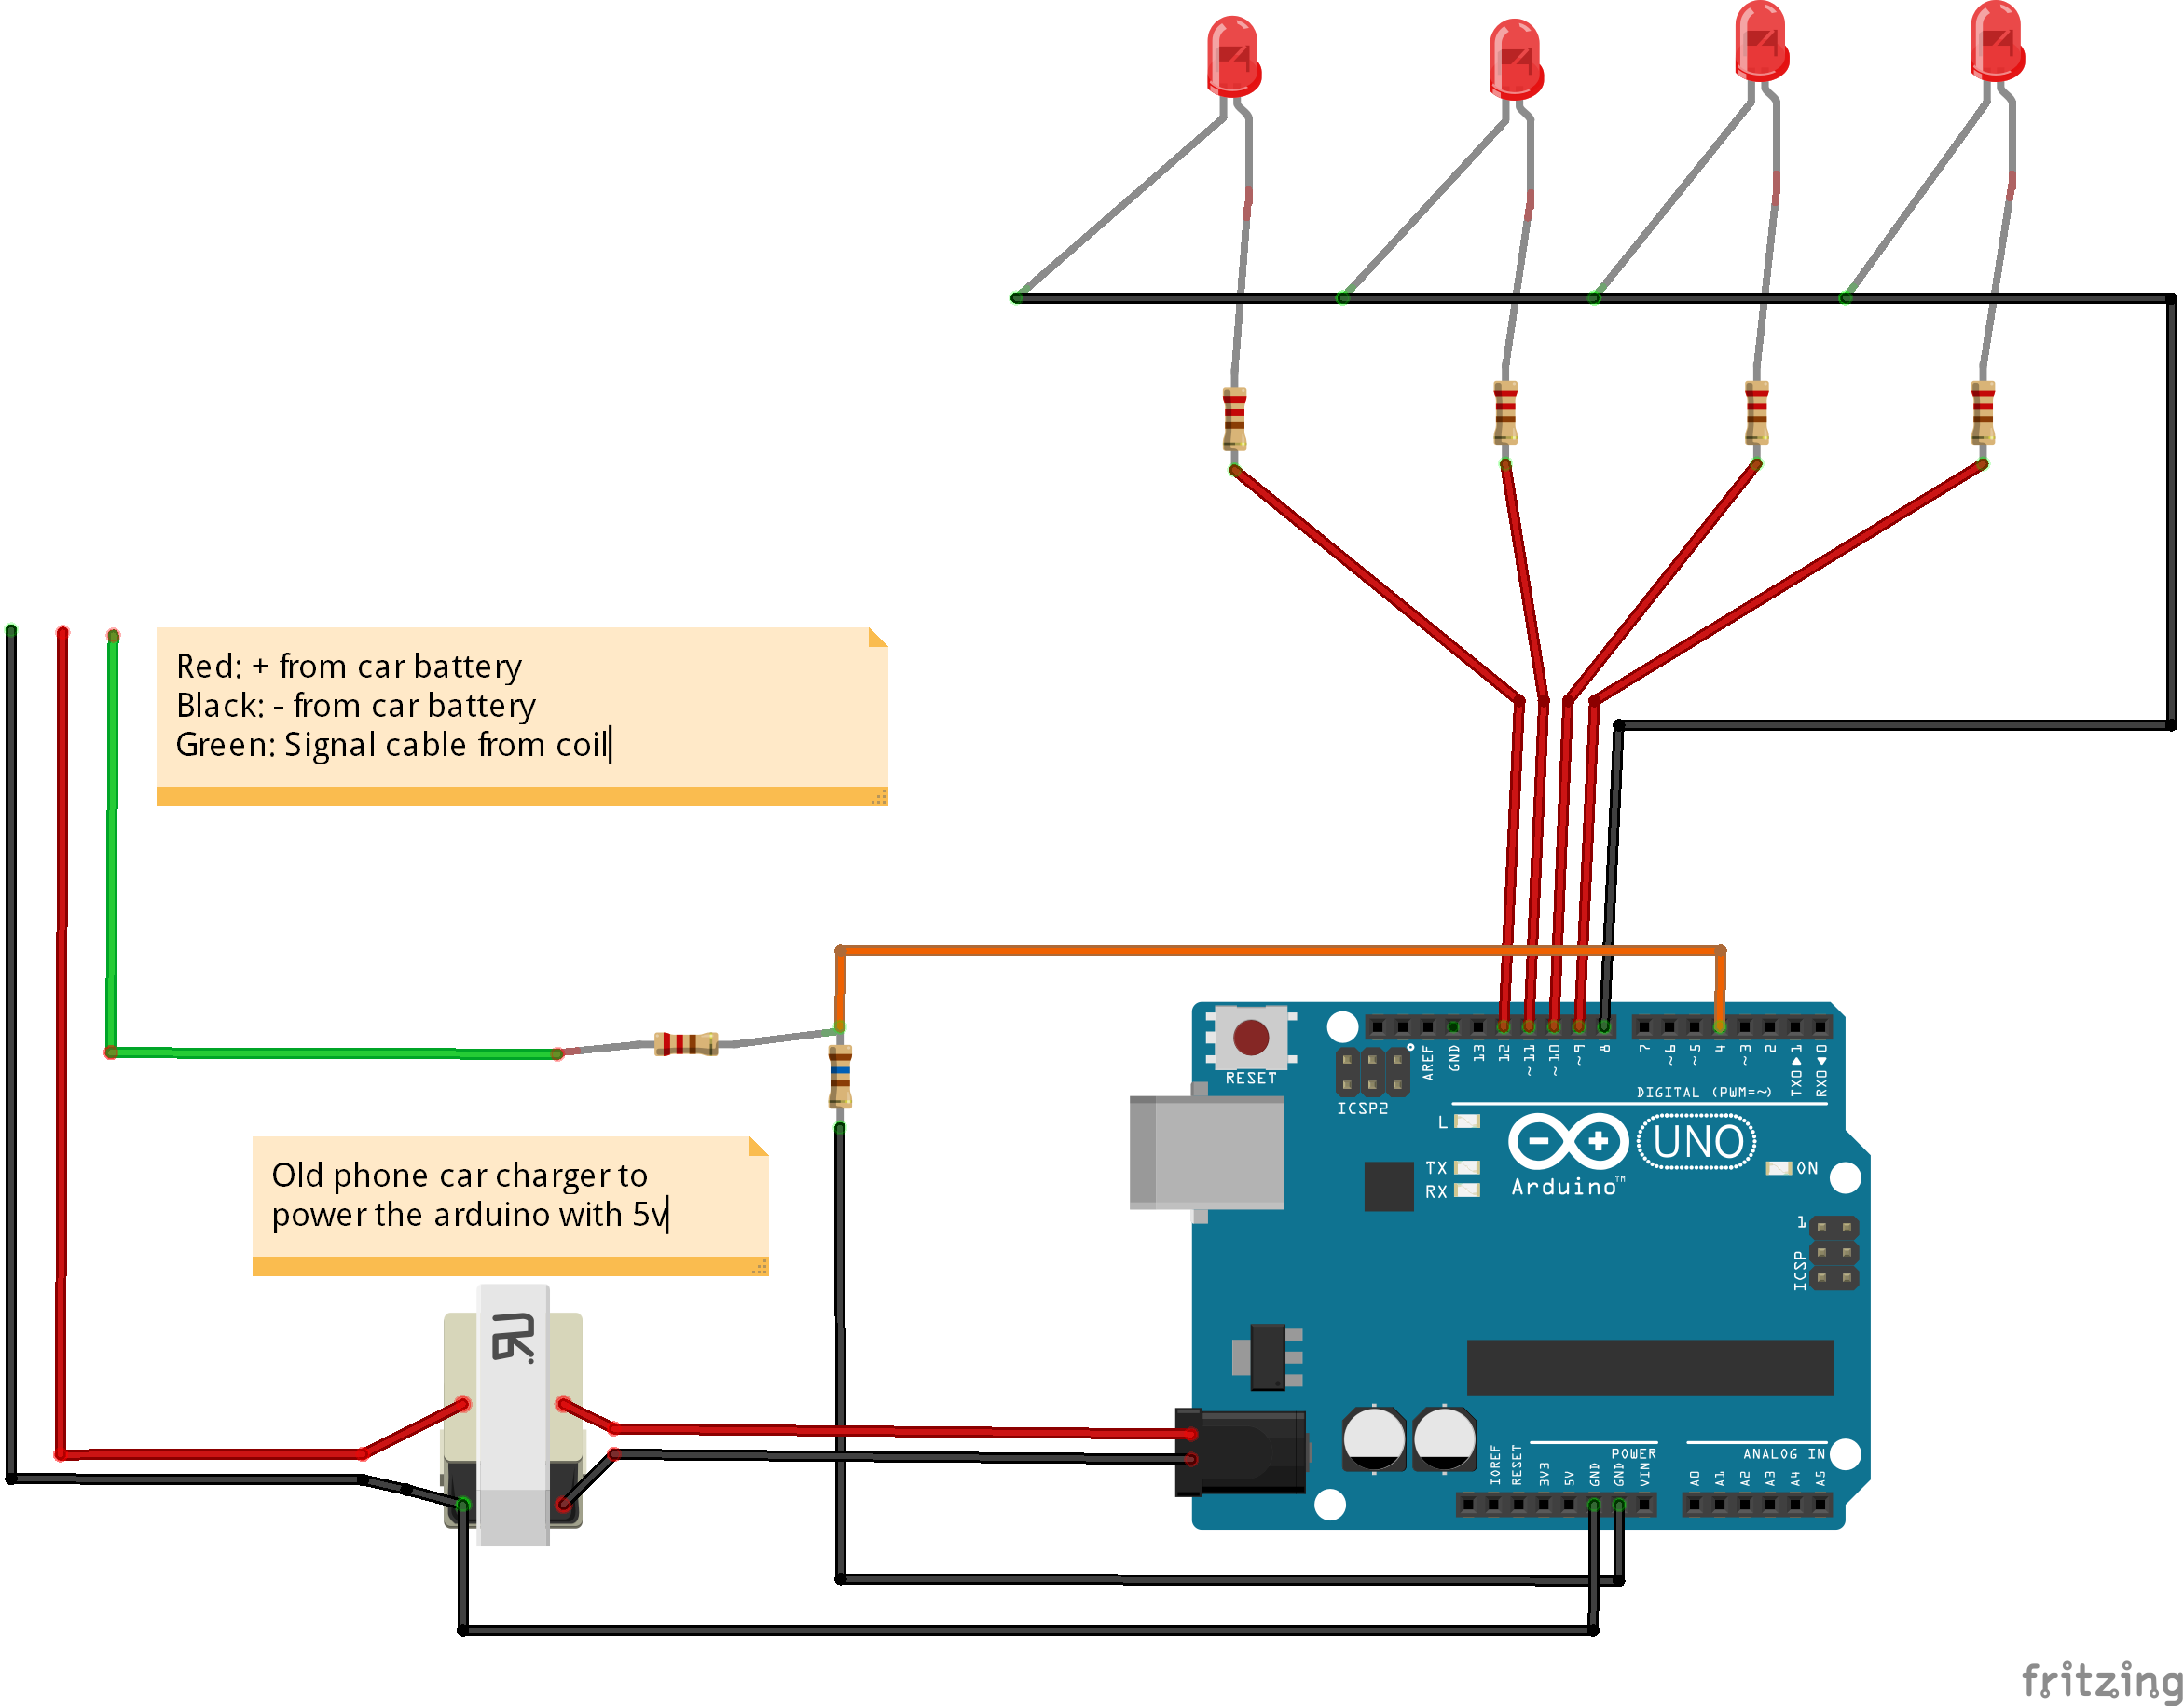 Red: + from car battery
Black: - from car battery
Green: Signal cable from coil
Old phone car charger to
power the arduino with 5v
RESET
ICSP2
AREF
GND
13
12
~11
~10
~9
8
7
~6
~5
4
~3
2
TX0▶1
RX0◀0
DIGITAL (PWM=~)
L
TX
RX
UNO
Arduino™
ON
1
ICSP
IOREF
RESET
3V3
5V
GND
GND
VIN
POWER
ANALOG IN
A0
A1
A2
A3
A4
A5
fritzing